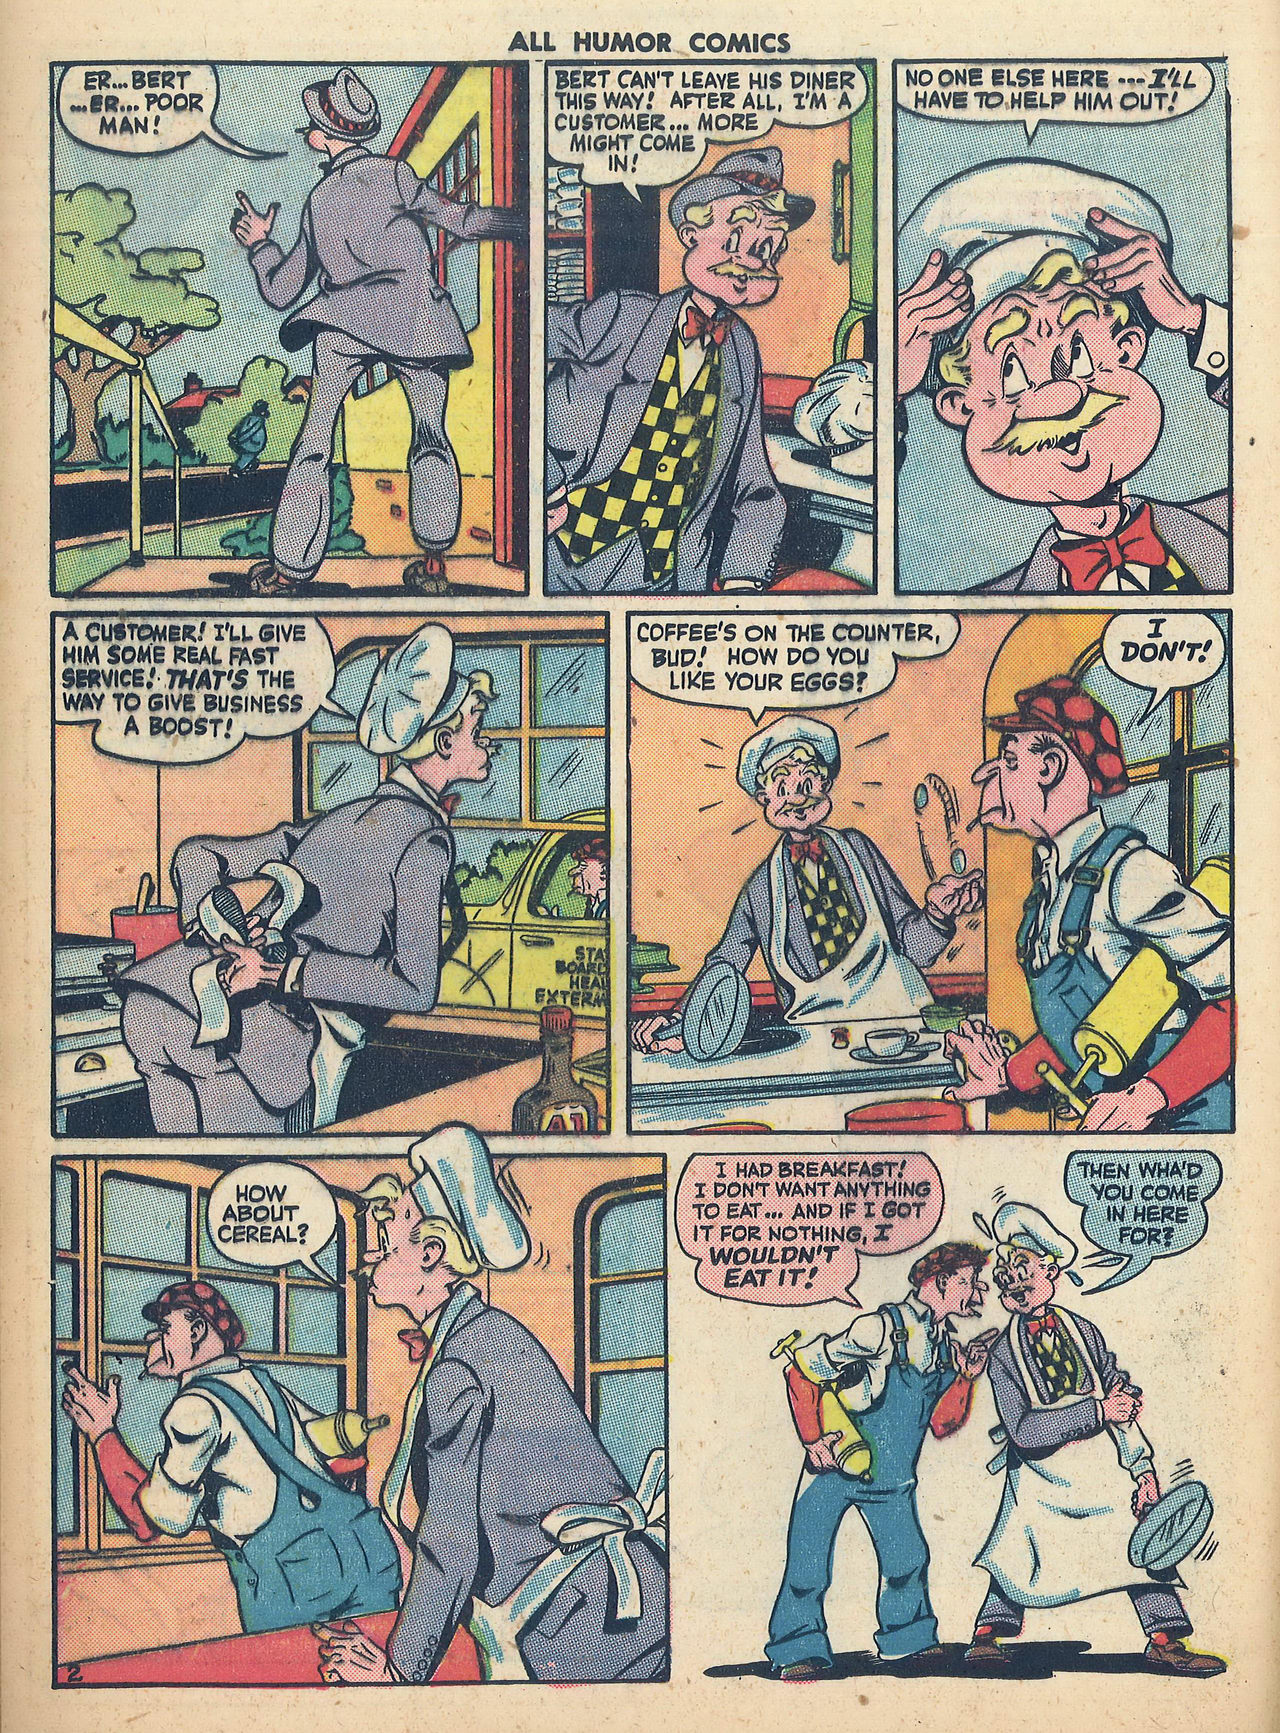 ALL HUMOR COMICS
ER...BERT
...ER... POOR
MAN!
BERT CAN'T LEAVE HIS DINER
THIS WAY! AFTER ALL, I'M A
CUSTOMER... MORE
MIGHT COME
IN!
NO ONE ELSE HERE --- I'LL
HAVE TO HELP HIM OUT!
A CUSTOMER! I'LL GIVE
HIM SOME REAL FAST
SERVICE! THAT'S THE
WAY TO GIVE BUSINESS
A BOOST!
STA
BOARD
HEAL
EXTERM
COFFEE'S ON THE COUNTER,
BUD! HOW DO YOU
LIKE YOUR EGGS?
I
DON'T!
HOW
ABOUT
CEREAL?
2
I HAD BREAKFAST!
I DON'T WANT ANYTHING
TO EAT... AND IF I GOT
IT FOR NOTHING, I
WOULDN'T
EAT IT!
THEN WHA'D
YOU COME
IN HERE
FOR?